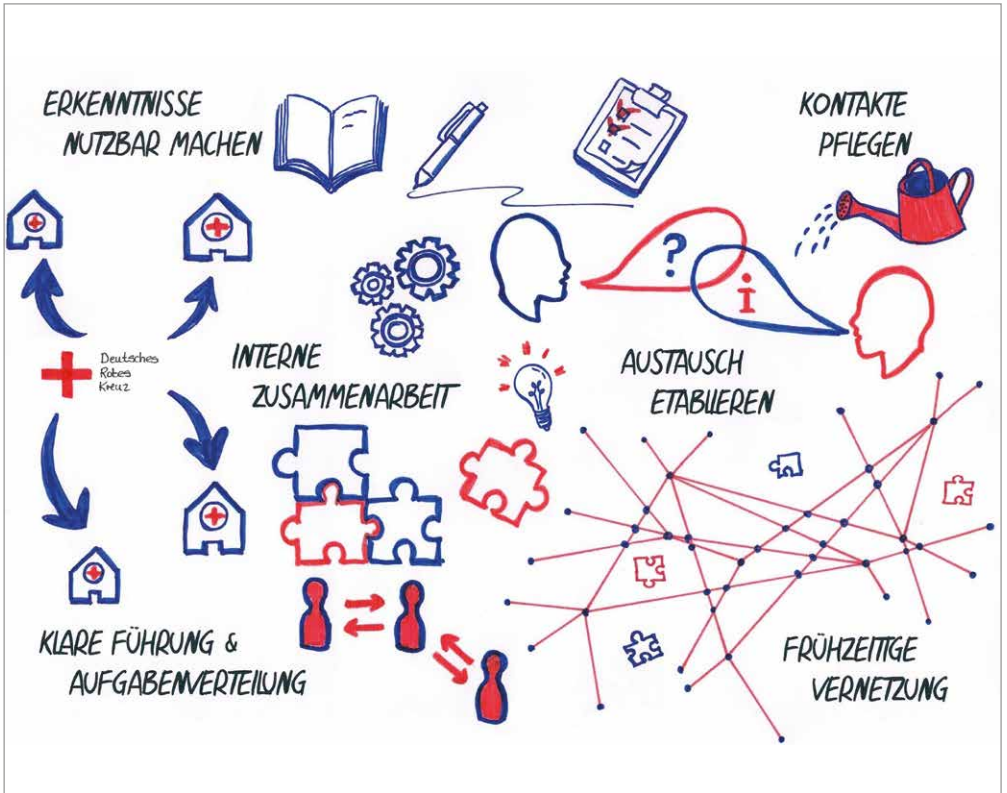 ERKENNTNISSE
NUTZBAR MACHEN
KONTAKTE
PFLEGEN
?
i
Deutsches
Rotes
Kreuz
INTERNE
ZUSAMMENARBEIT
AUSTAUSCH
ETABLIEREN
KLARE FÜHRUNG &
AUFGABENVERTEILUNG
FRÜHZEITIGE
VERNETZUNG